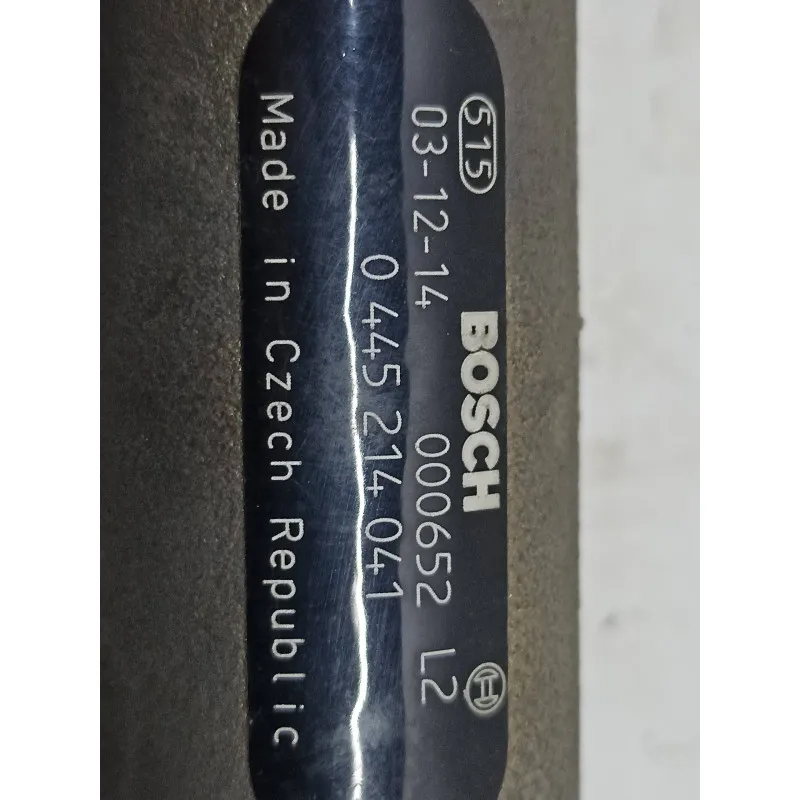 515 BOSCH
03-12-14 000652 L2
0 445 214 041
Made in Czech Republic